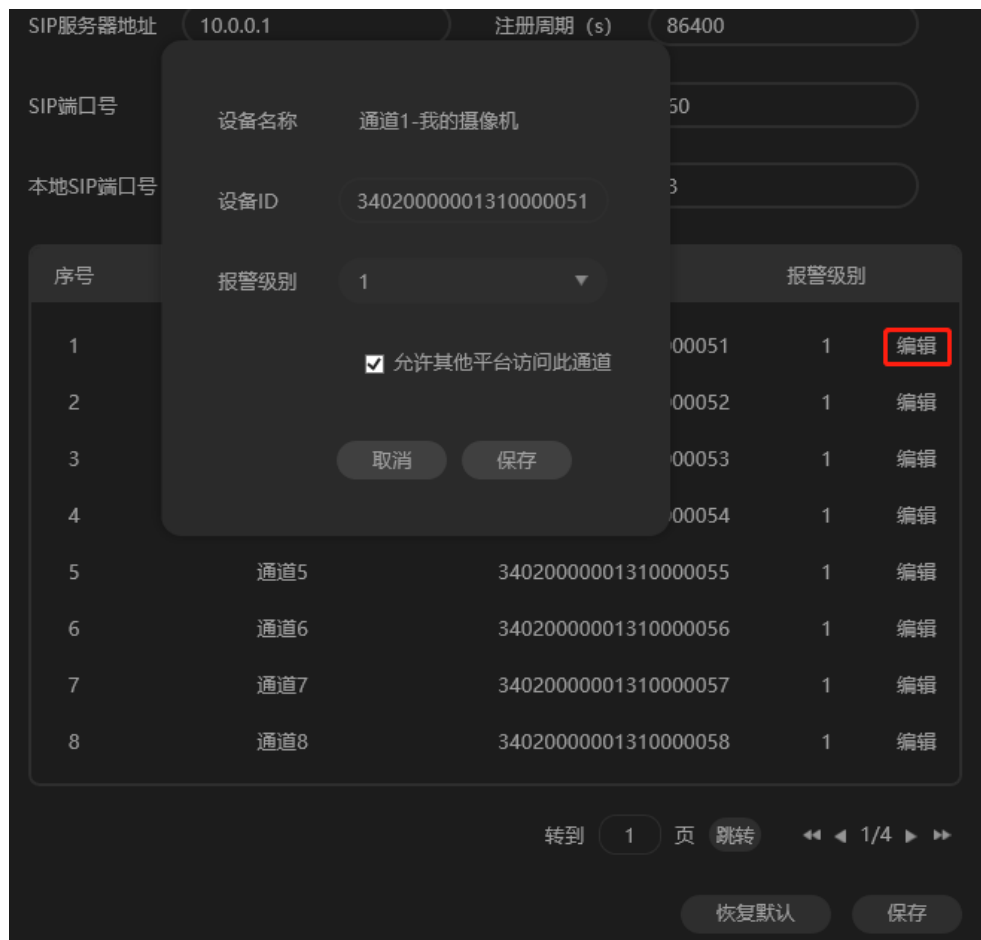 SIP服务器地址 10.0.0.1 注册周期（s） 86400
SIP端口号 60
设备名称 通道1-我的摄像机
本地SIP端口号 3
设备ID 34020000001310000051
序号 报警级别
报警级别 1
1 00051 1 编辑
允许其他平台访问此通道
2 00052 1 编辑
3 00053 1 编辑
取消 保存
4 00054 1 编辑
5 通道5 34020000001310000055 1 编辑
6 通道6 34020000001310000056 1 编辑
7 通道7 34020000001310000057 1 编辑
8 通道8 34020000001310000058 1 编辑
转到 1 页 跳转 1/4
恢复默认 保存